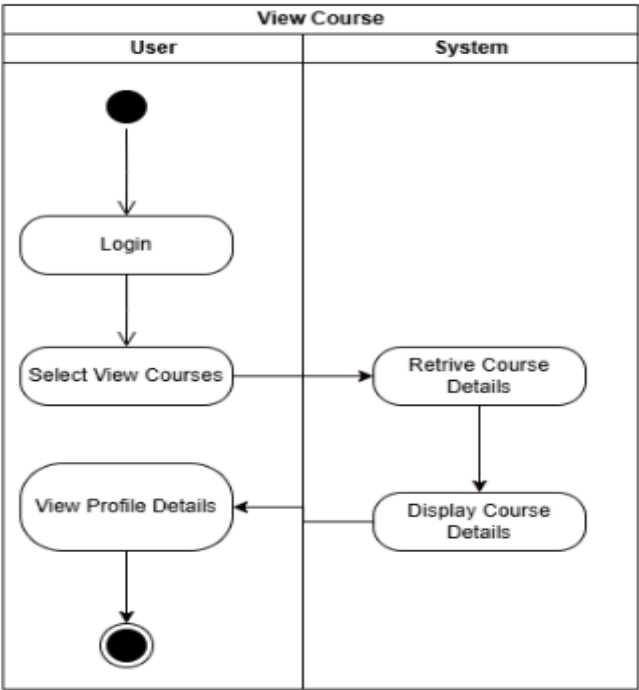 View Course
User
System
Login
Select View Courses
Retrive Course
Details
View Profile Details
Display Course
Details